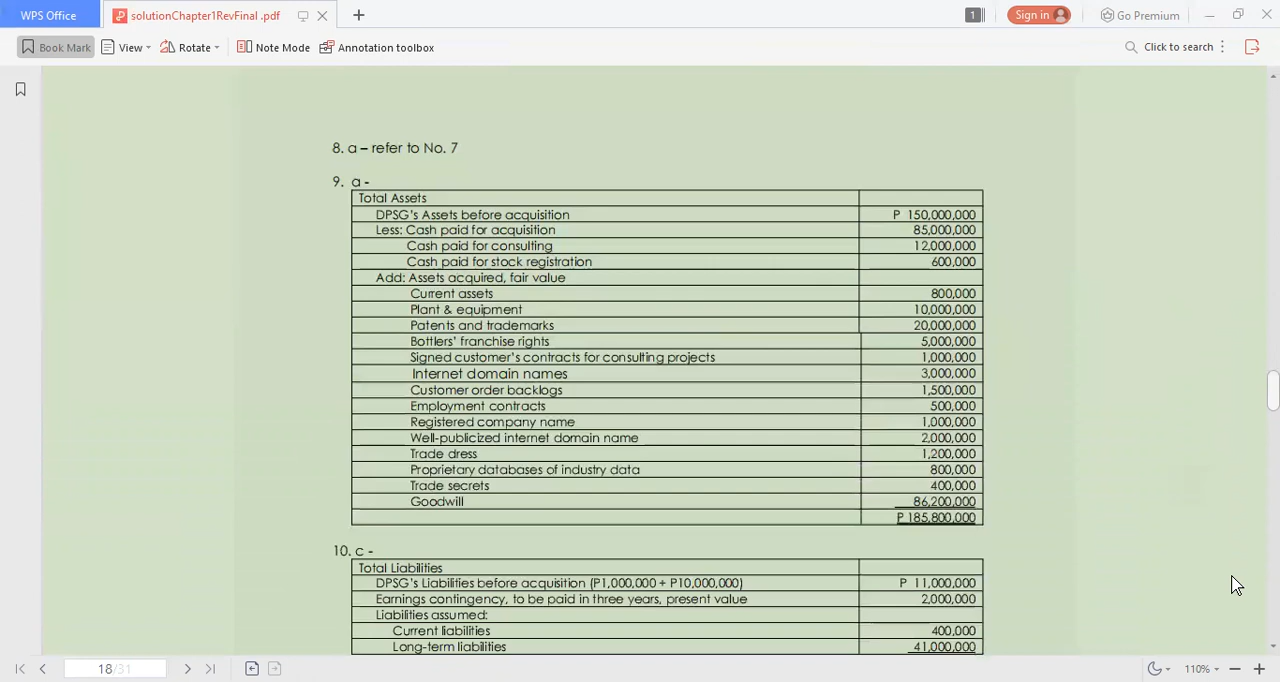 WPS Office
solutionChapter1RevFinal .pdf
1
Sign in
Go Premium
Book Mark
View
Rotate
Note Mode
Annotation toolbox
Click to search
8. a – refer to No. 7
9. a -
Total Assets
DPSG's Assets before acquisition P 150,000,000
Less: Cash paid for acquisition 85,000,000
Cash paid for consulting 12,000,000
Cash paid for stock registration 600,000
Add: Assets acquired, fair value
Current assets 800,000
Plant & equipment 10,000,000
Patents and trademarks 20,000,000
Bottlers' franchise rights 5,000,000
Signed customer's contracts for consulting projects 1,000,000
Internet domain names 3,000,000
Customer order backlogs 1,500,000
Employment contracts 500,000
Registered company name 1,000,000
Well-publicized internet domain name 2,000,000
Trade dress 1,200,000
Proprietary databases of industry data 800,000
Trade secrets 400,000
Goodwill 86,200,000
P 185,800,000
10. c -
Total Liabilities
DPSG's Liabilities before acquisition (P1,000,000 + P10,000,000) P 11,000,000
Earnings contingency, to be paid in three years, present value 2,000,000
Liabilities assumed:
Current liabilities 400,000
Long-term liabilities 41,000,000
18/31
110%